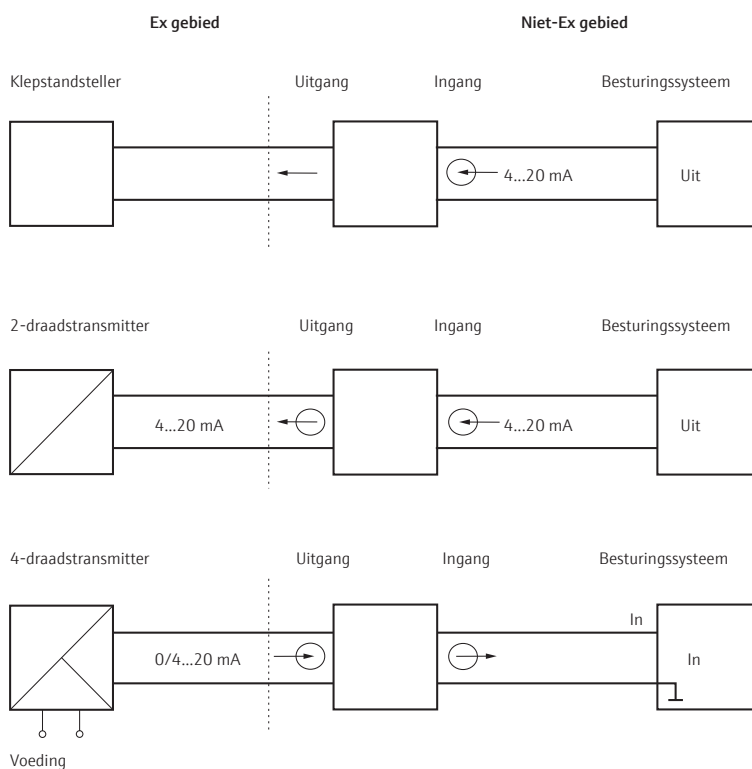 Ex gebied Niet-Ex gebied
Klepstandsteller Uitgang Ingang Besturingssysteem
4...20 mA Uit
2-draadstransmitter Uitgang Ingang Besturingssysteem
4...20 mA 4...20 mA Uit
4-draadstransmitter Uitgang Ingang Besturingssysteem
In
0/4...20 mA In
Voeding